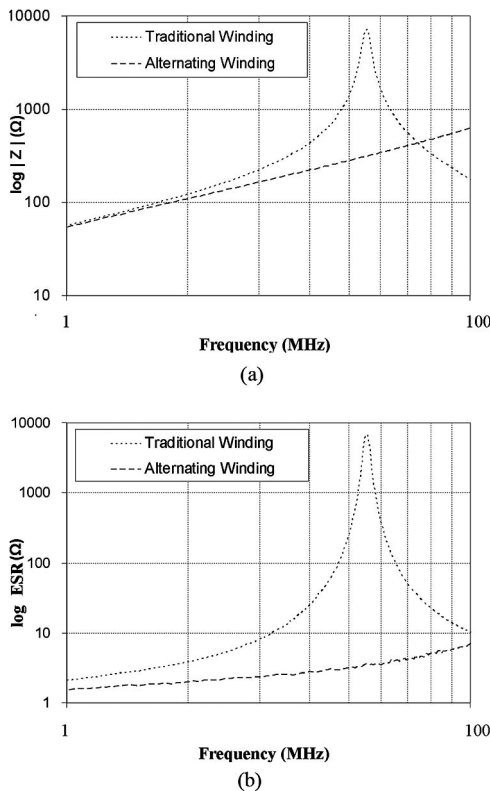 10000
1000
100
10
log | Z | (Ω)
Traditional Winding
Alternating Winding
1
100
Frequency (MHz)
(a)
10000
1000
100
10
1
log ESR (Ω)
Traditional Winding
Alternating Winding
1
100
Frequency (MHz)
(b)